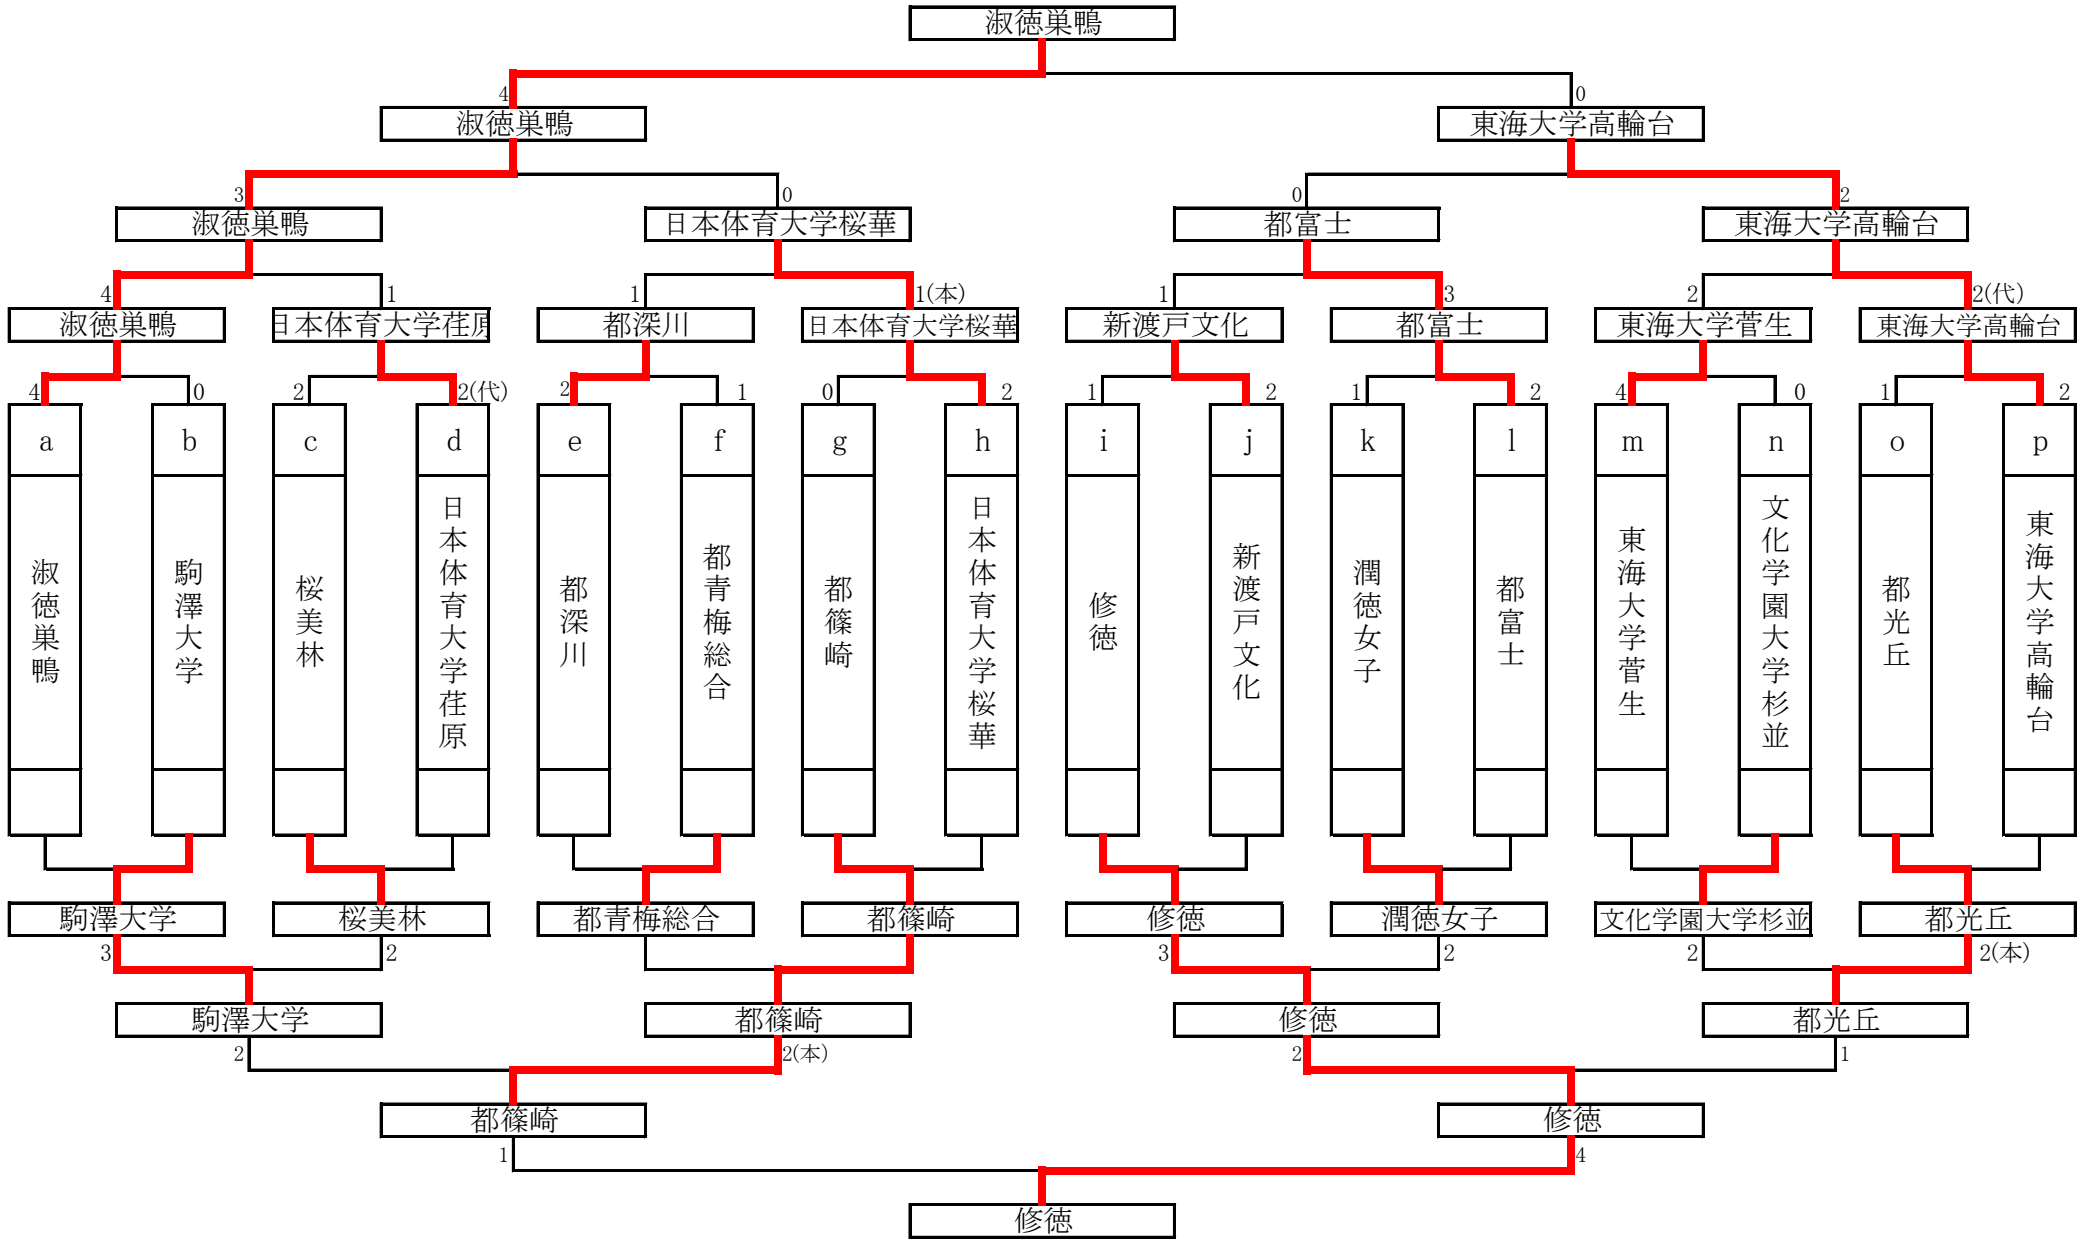 淑徳巣鴨
4 0
淑徳巣鴨 東海大学高輪台
3 0 0 2
淑徳巣鴨 日本体育大学桜華 都富士 東海大学高輪台
4 1 1 1(本) 1 3 2 2(代)
淑徳巣鴨 日本体育大学荏原 都深川 日本体育大学桜華 新渡戸文化 都富士 東海大学菅生 東海大学高輪台
4 0 2 2(代) 2 1 0 2 1 2 1 2 4 0 1 2
a b c d e f g h i j k l m n o p
淑徳巣鴨
駒澤大学
桜美林
日本体育大学荏原
都深川
都青梅総合
都篠崎
日本体育大学桜華
修徳
新渡戸文化
潤徳女子
都富士
東海大学菅生
文化学園大学杉並
都光丘
東海大学高輪台
駒澤大学 桜美林 都青梅総合 都篠崎 修徳 潤徳女子 文化学園大学杉並 都光丘
3 2 3 2 2 2(本)
駒澤大学 都篠崎 修徳 都光丘
2 2(本) 2 1
都篠崎 修徳
1 4
修徳